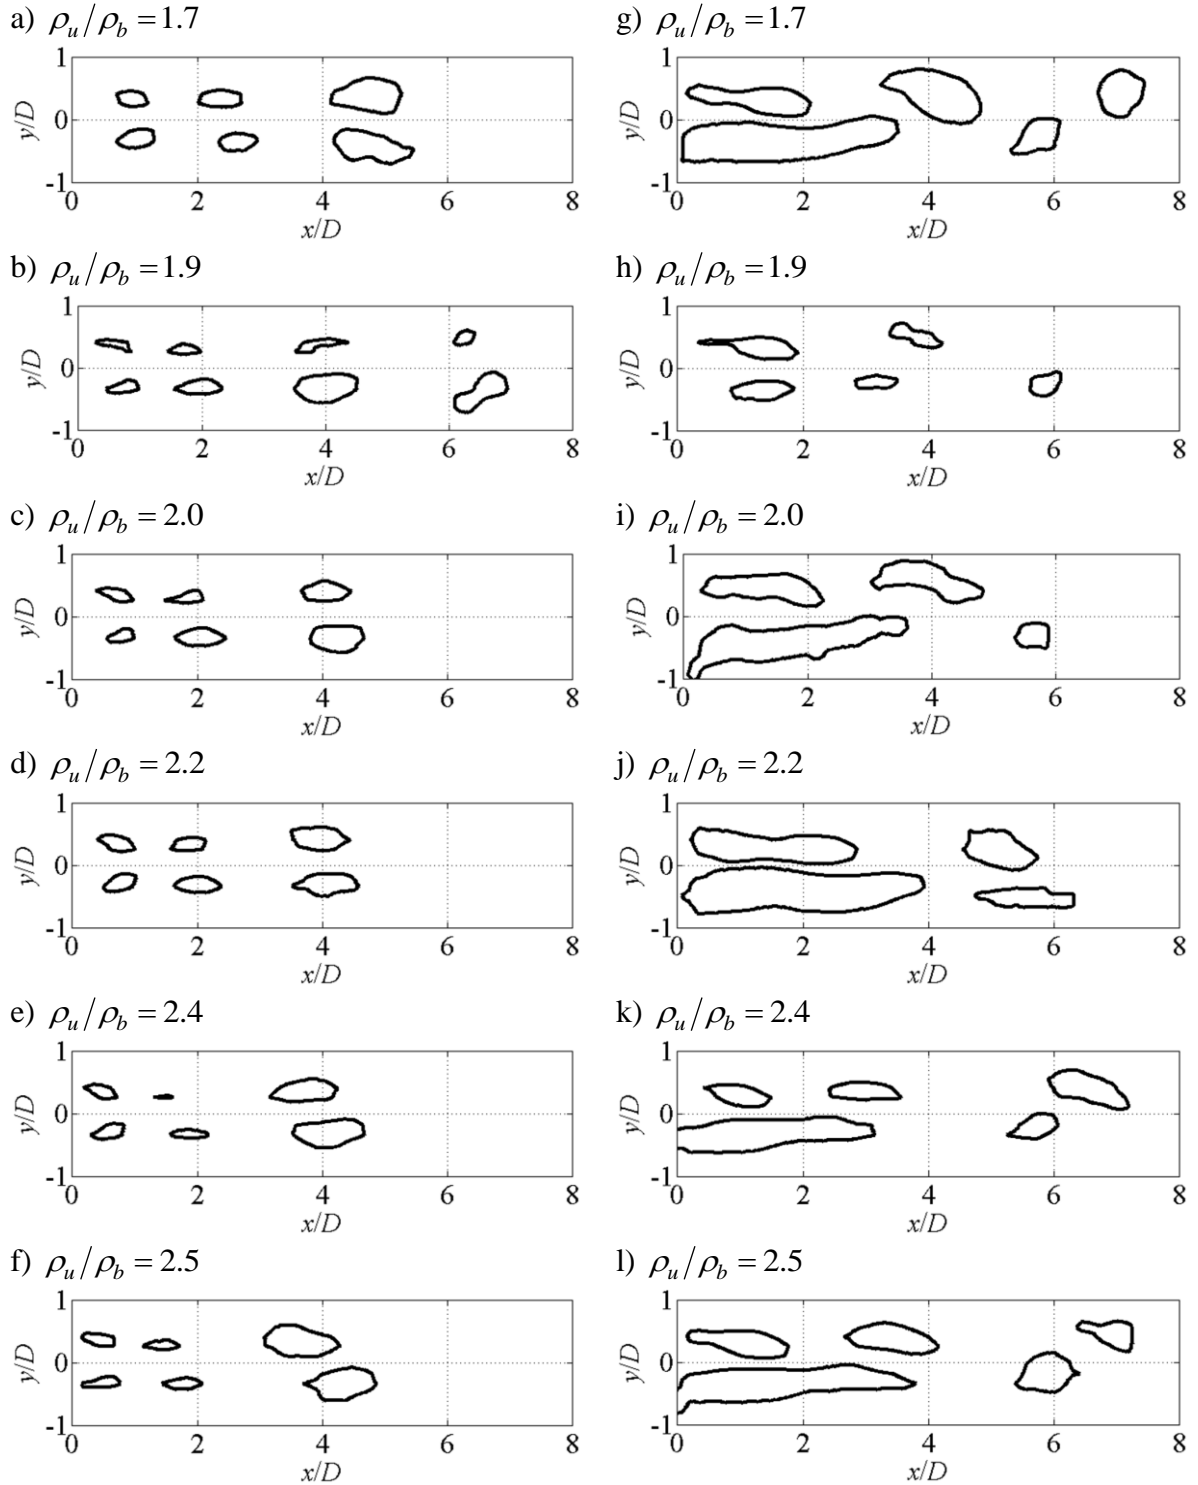 a) ρu/ρb = 1.7
1
0
-1
y/D
0 2 4 6 8
x/D
b) ρu/ρb = 1.9
1
0
-1
y/D
0 2 4 6 8
x/D
c) ρu/ρb = 2.0
1
0
-1
y/D
0 2 4 6 8
x/D
d) ρu/ρb = 2.2
1
0
-1
y/D
0 2 4 6 8
x/D
e) ρu/ρb = 2.4
1
0
-1
y/D
0 2 4 6 8
x/D
f) ρu/ρb = 2.5
1
0
-1
y/D
0 2 4 6 8
x/D
g) ρu/ρb = 1.7
1
0
-1
y/D
0 2 4 6 8
x/D
h) ρu/ρb = 1.9
1
0
-1
y/D
0 2 4 6 8
x/D
i) ρu/ρb = 2.0
1
0
-1
y/D
0 2 4 6 8
x/D
j) ρu/ρb = 2.2
1
0
-1
y/D
0 2 4 6 8
x/D
k) ρu/ρb = 2.4
1
0
-1
y/D
0 2 4 6 8
x/D
l) ρu/ρb = 2.5
1
0
-1
y/D
0 2 4 6 8
x/D